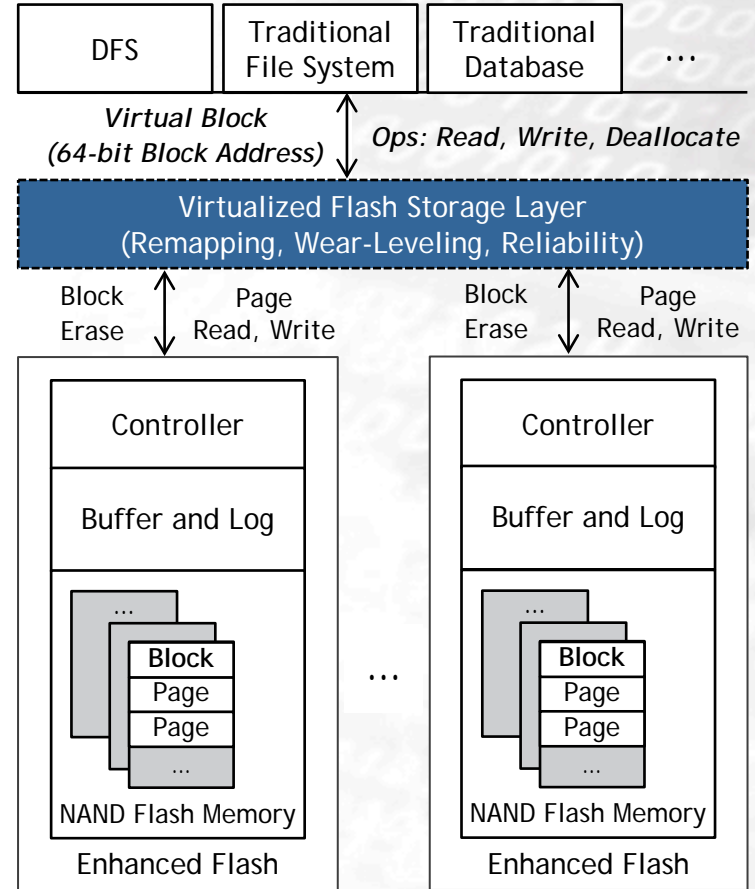 DFS
Traditional
File System
Traditional
Database
...
Virtual Block
(64-bit Block Address)
Ops: Read, Write, Deallocate
Virtualized Flash Storage Layer
(Remapping, Wear-Leveling, Reliability)
Block
Erase
Page
Read, Write
Block
Erase
Page
Read, Write
Controller
Buffer and Log
...
Block
Page
Page
...
NAND Flash Memory
Enhanced Flash
...
Controller
Buffer and Log
...
Block
Page
Page
...
NAND Flash Memory
Enhanced Flash